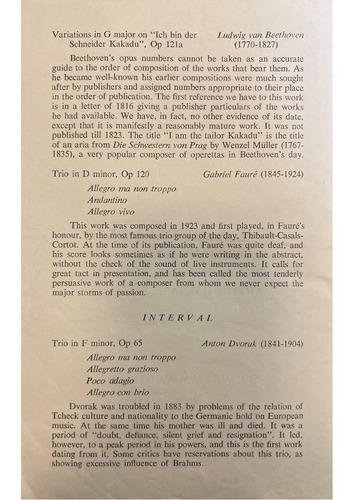 Variations in G major on "Ich bin der Ludwig van Beethoven
Schneider Kakadu", Op 121a (1770-1827)
Beethoven's opus numbers cannot be taken as an accurate
guide to the order of composition of the works that bear them. As
he became well-known his earlier compositions were much sought
after by publishers and assigned numbers appropriate to their place
in the order of publication. The first reference we have to this work
is in a letter of 1816 giving a publisher particulars of the works
he had available. We have, in fact, no other evidence of its date,
except that it is manifestly a reasonably mature work. It was not
published till 1823. The title "I am the tailor Kakadu" is the title
of an aria from Die Schwestern von Prag by Wenzel Müller (1767-
1835), a very popular composer of operettas in Beethoven's day.
Trio in D minor, Op 120 Gabriel Fauré (1845-1924)
Allegro ma non troppo
Andantino
Allegro vivo
This work was composed in 1923 and first played, in Fauré's
honour, by the most famous trio group of the day, Thibault-Casals-
Cortot. At the time of its publication, Fauré was quite deaf, and
his score looks sometimes as if he were writing in the abstract,
without the check of the sound of live instruments. It calls for
great tact in presentation, and has been called the most tenderly
persuasive work of a composer from whom we never expect the
major storms of passion.
INTERVAL
Trio in F minor, Op 65 Anton Dvorak (1841-1904)
Allegro ma non troppo
Allegretto grazioso
Poco adagio
Allegro con brio
Dvorak was troubled in 1883 by problems of the relation of
Tcheck culture and nationality to the Germanic hold on European
music. At the same time his mother was ill and died. It was a
period of "doubt, defiance, silent grief and resignation". It led,
however, to a peak period in his powers, and this is the first work
dating from it. Some critics have reservations about this trio, as
showing excessive influence of Brahms.